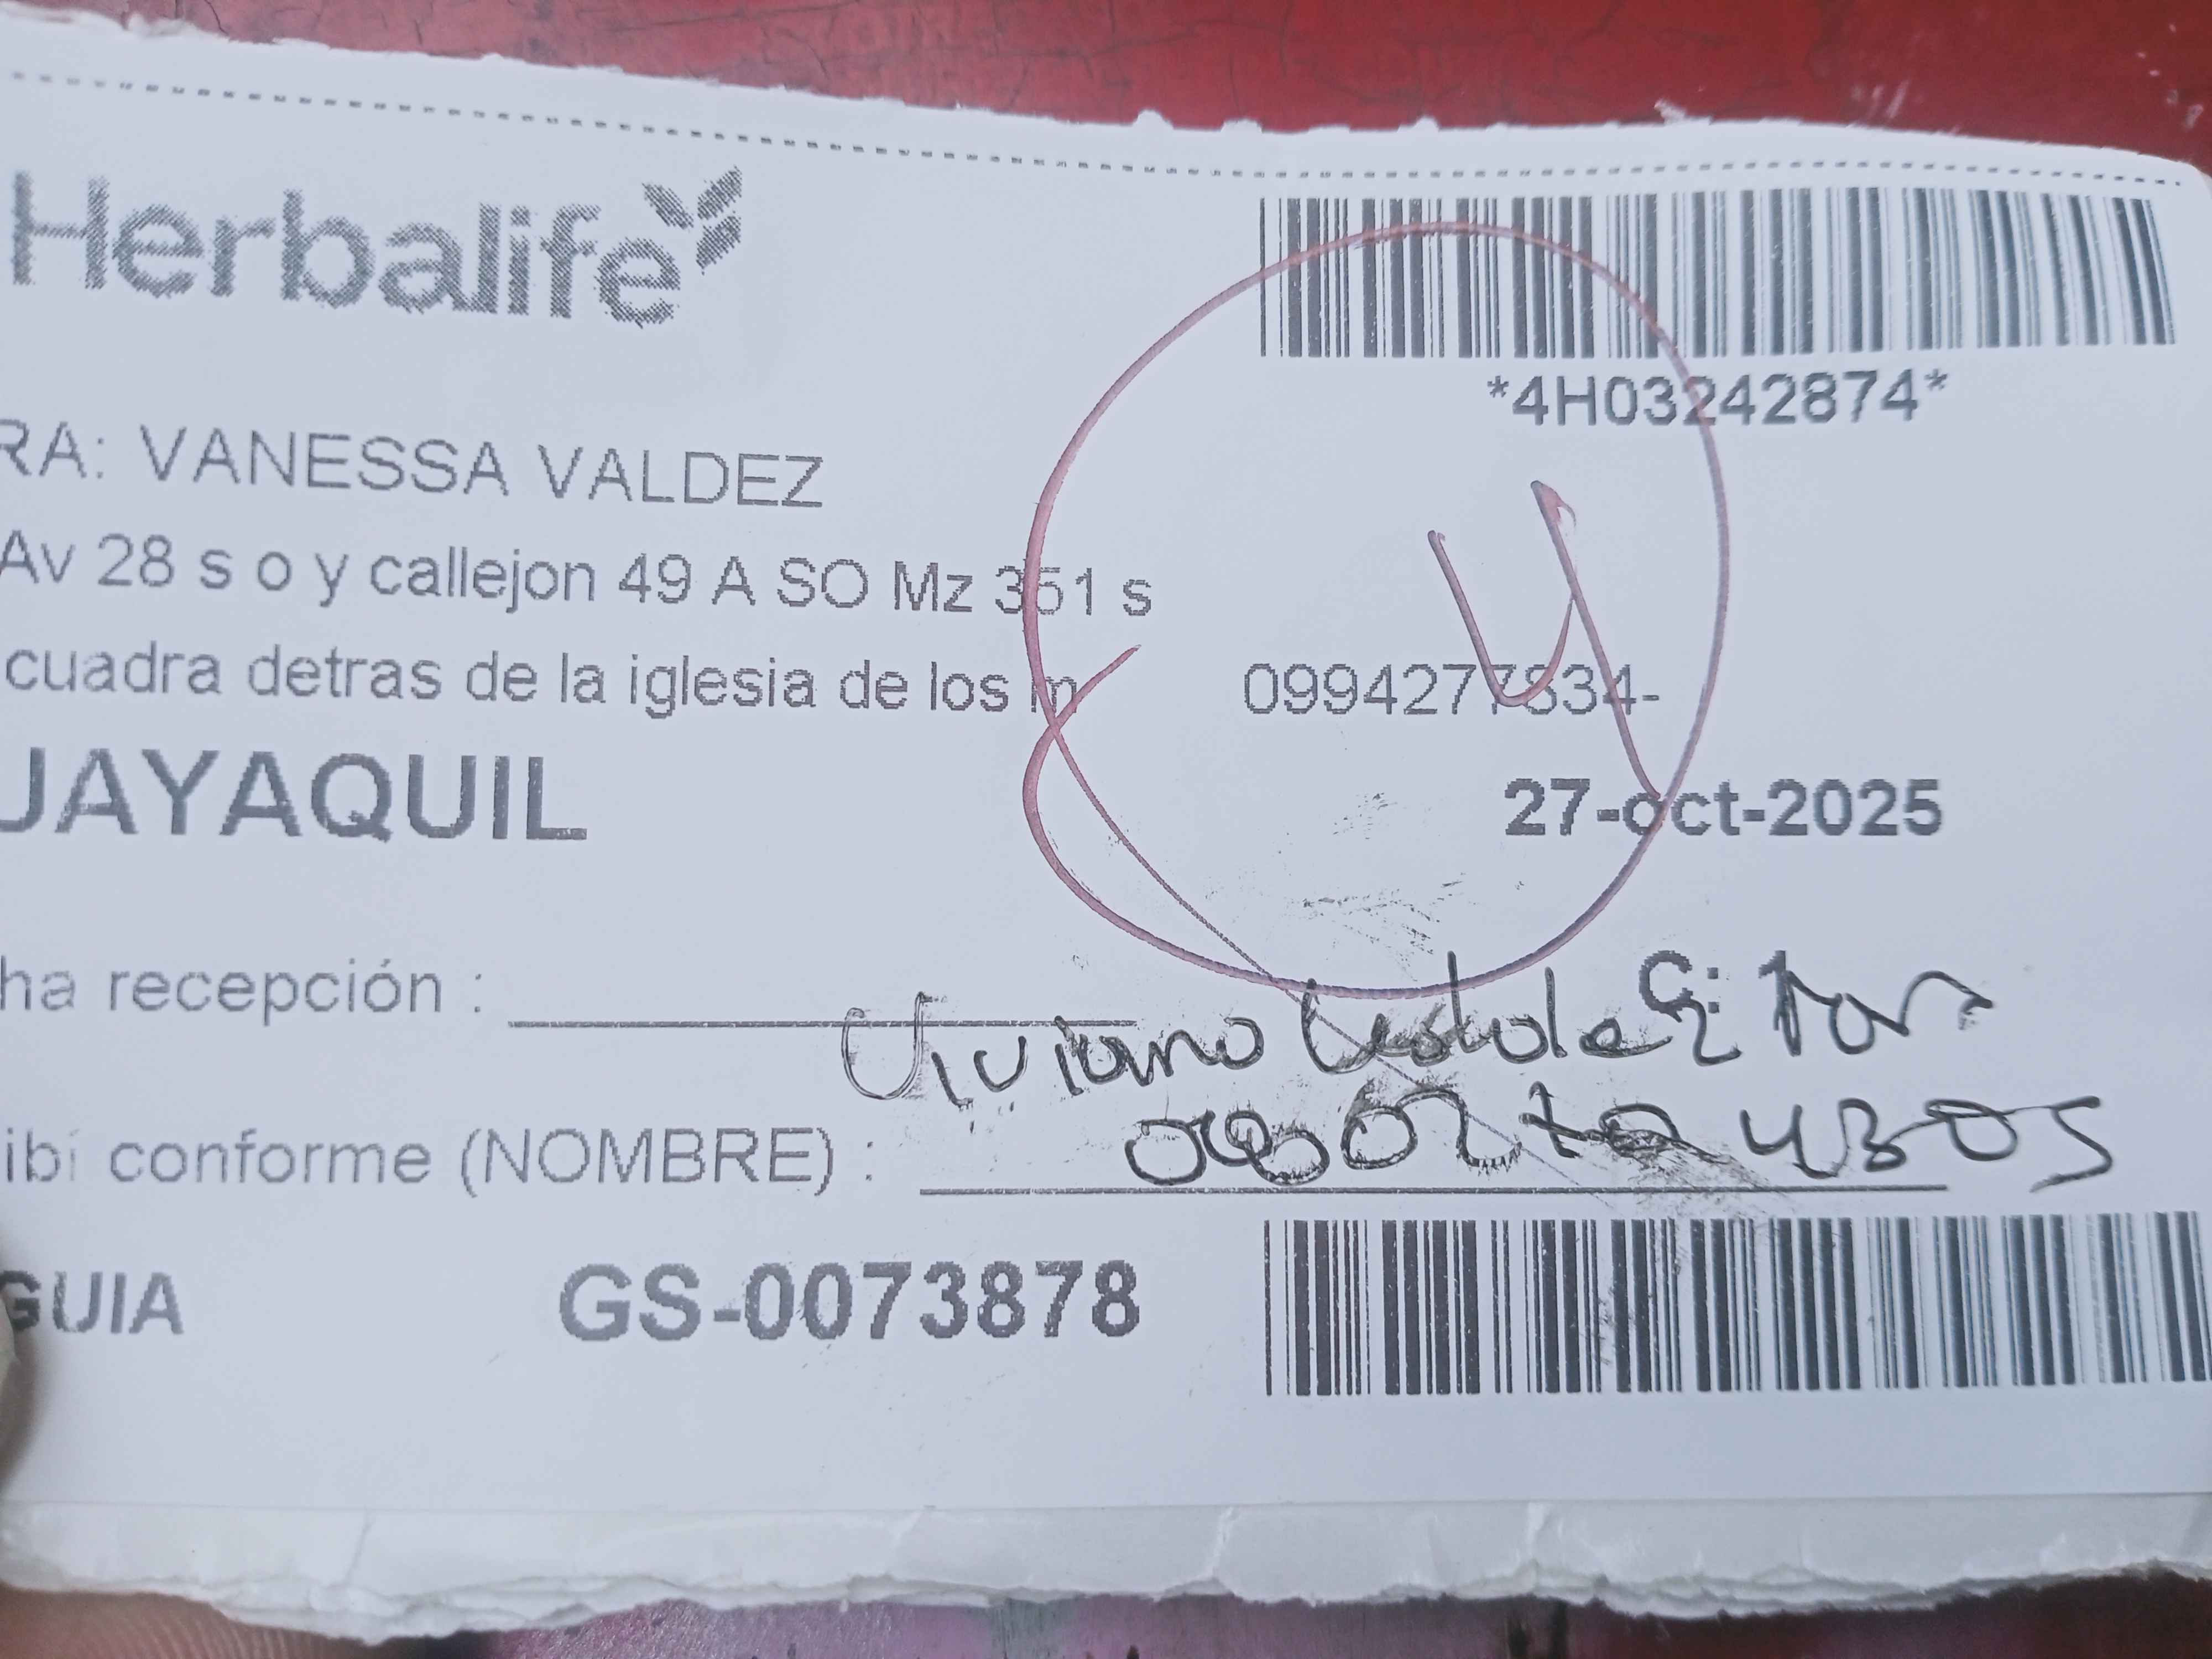 Herbalife
*4H03242874*
RA: VANESSA VALDEZ
Av 28 s o y callejon 49 A SO Mz 351 s
cuadra detras de la iglesia de los m 0994277834-
UAYAQUIL
27-oct-2025
ha recepción :
C:
ibí conforme (NOMBRE) :
GUIA GS-0073878